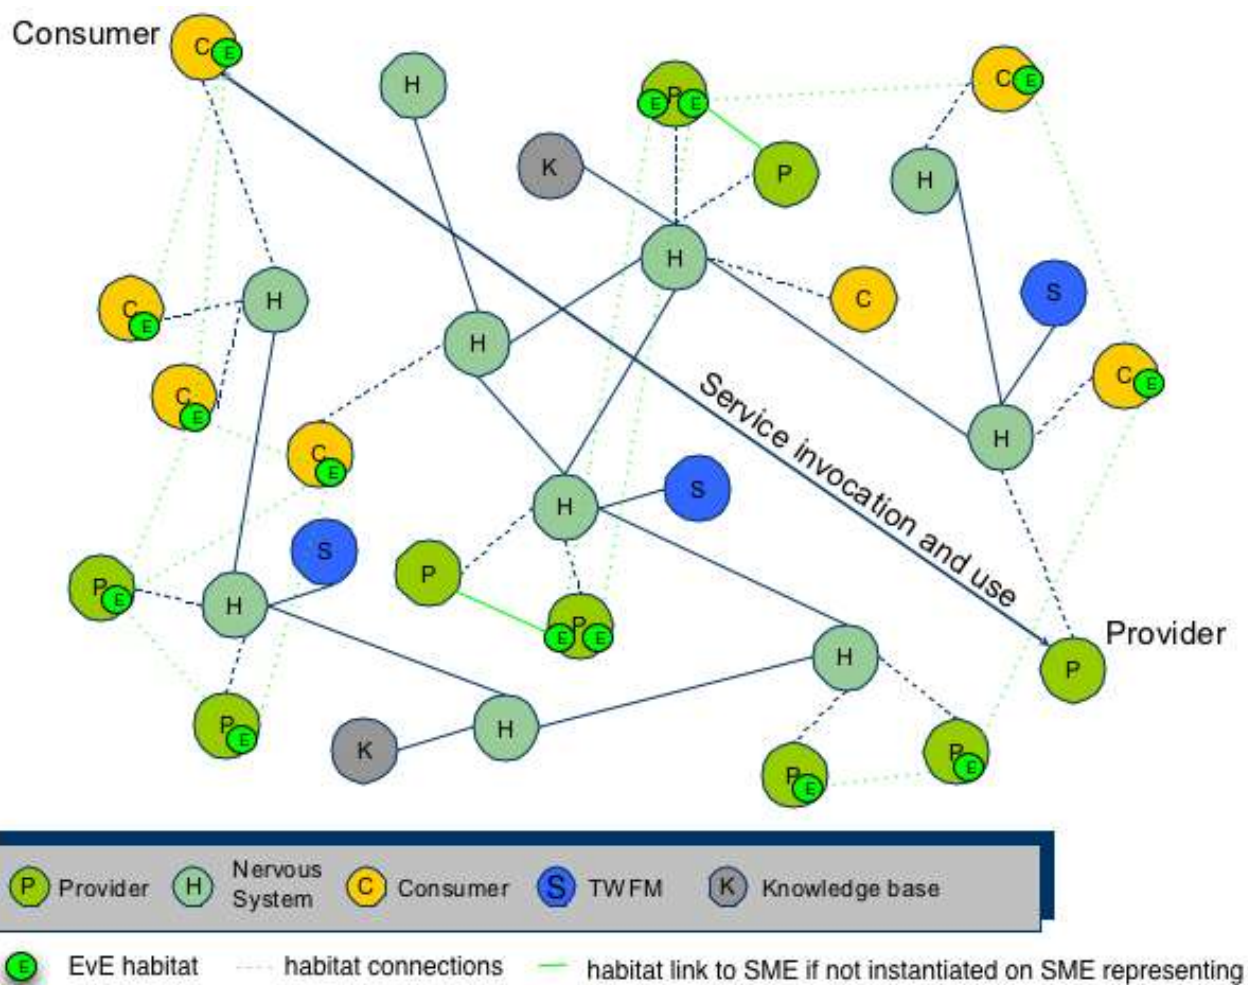 Consumer
C E
H
P E E
C E
K
P
H
H
C E
H
C
S
H
C E
C E
C E
H
Service invocation and use
S
H
S
P
P E
H
P E E
Provider
H
P
P E
K
H
P E
P E
P Provider
H Nervous
System
C Consumer
S TWFM
K Knowledge base
E EvE habitat
habitat connections
habitat link to SME if not instantiated on SME representing